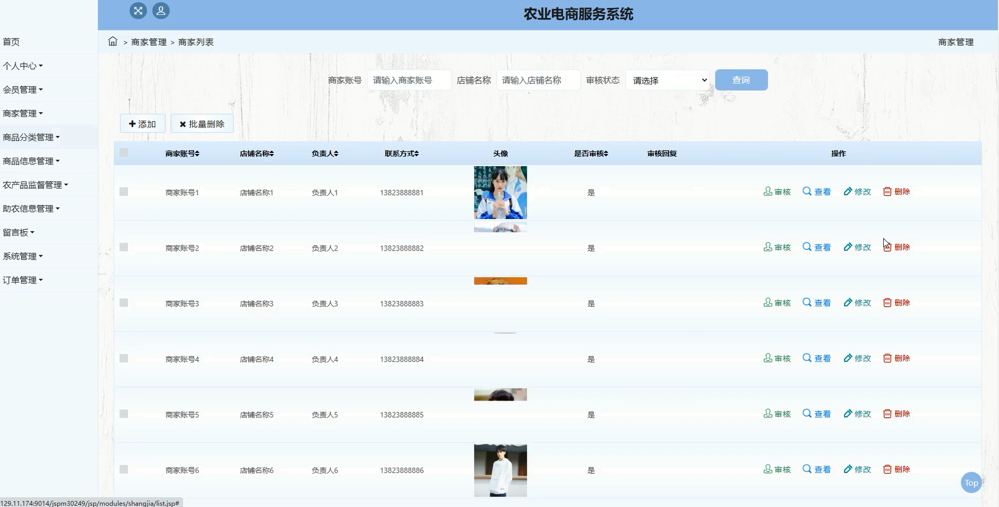 农业电商服务系统
首页
个人中心
会员管理
商家管理
商品分类管理
商品信息管理
农产品监督管理
助农信息管理
留言板
系统管理
订单管理
> 商家管理 > 商家列表
商家管理
商家账号 请输入商家账号 店铺名称 请输入店铺名称 审核状态 请选择 查询
添加 批量删除
商家账号 店铺名称 负责人 联系方式 头像 是否审核 审核回复 操作
商家账号1 店铺名称1 负责人1 13823888881 是 审核 查看 修改 删除
商家账号2 店铺名称2 负责人2 13823888882 是 审核 查看 修改 删除
商家账号3 店铺名称3 负责人3 13823888883 是 审核 查看 修改 删除
商家账号4 店铺名称4 负责人4 13823888884 是 审核 查看 修改 删除
商家账号5 店铺名称5 负责人5 13823888885 是 审核 查看 修改 删除
商家账号6 店铺名称6 负责人6 13823888886 是 审核 查看 修改 删除
Top
129.11.174:9014/jspm30249/jsp/modules/shangjia/list.jsp#